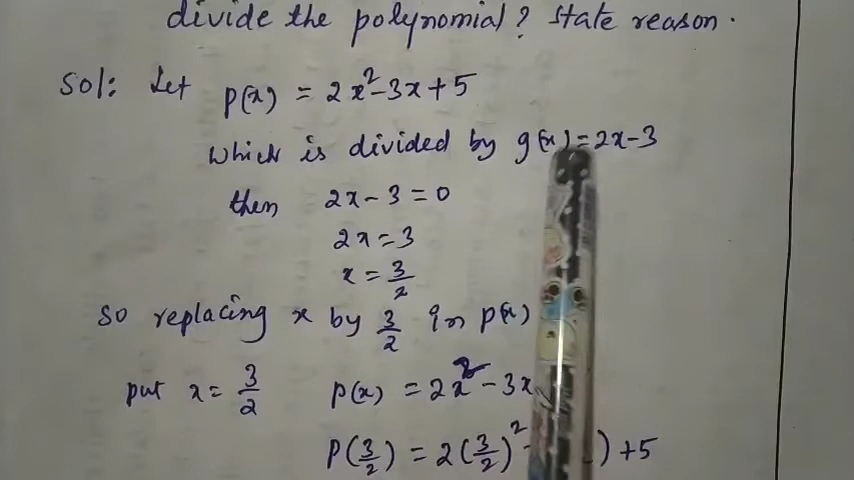 divide the polynomial? State reason.
Sol: Let p(x) = 2x²-3x+5
which is divided by g(x)=2x-3
then 2x-3=0
2x=3
x=3/2
So replacing x by 3/2 in p(x)
put x=3/2 p(x) = 2x²-3x
P(3/2) = 2(3/2)²- ) +5